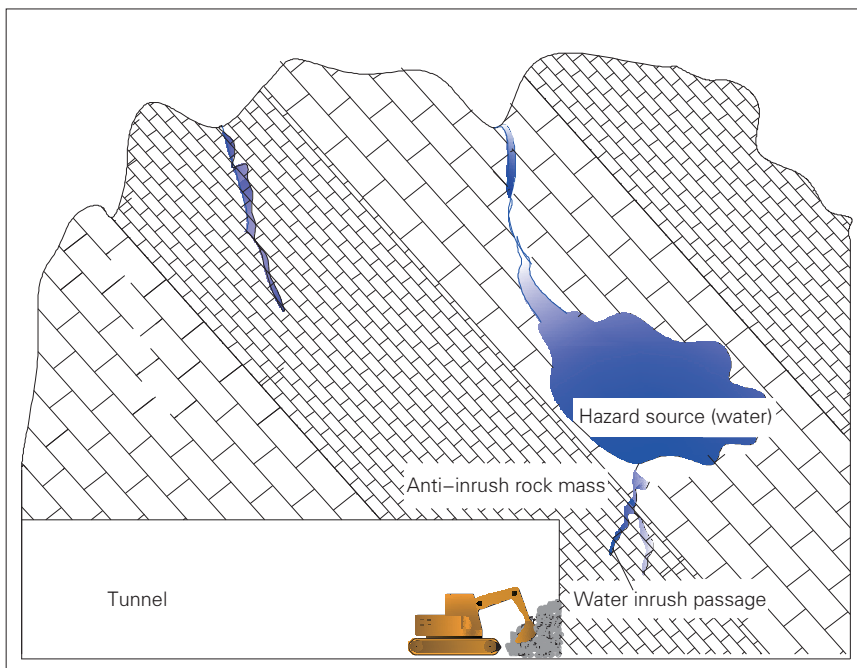 Hazard source (water)
Anti−inrush rock mass
Tunnel
Water inrush passage